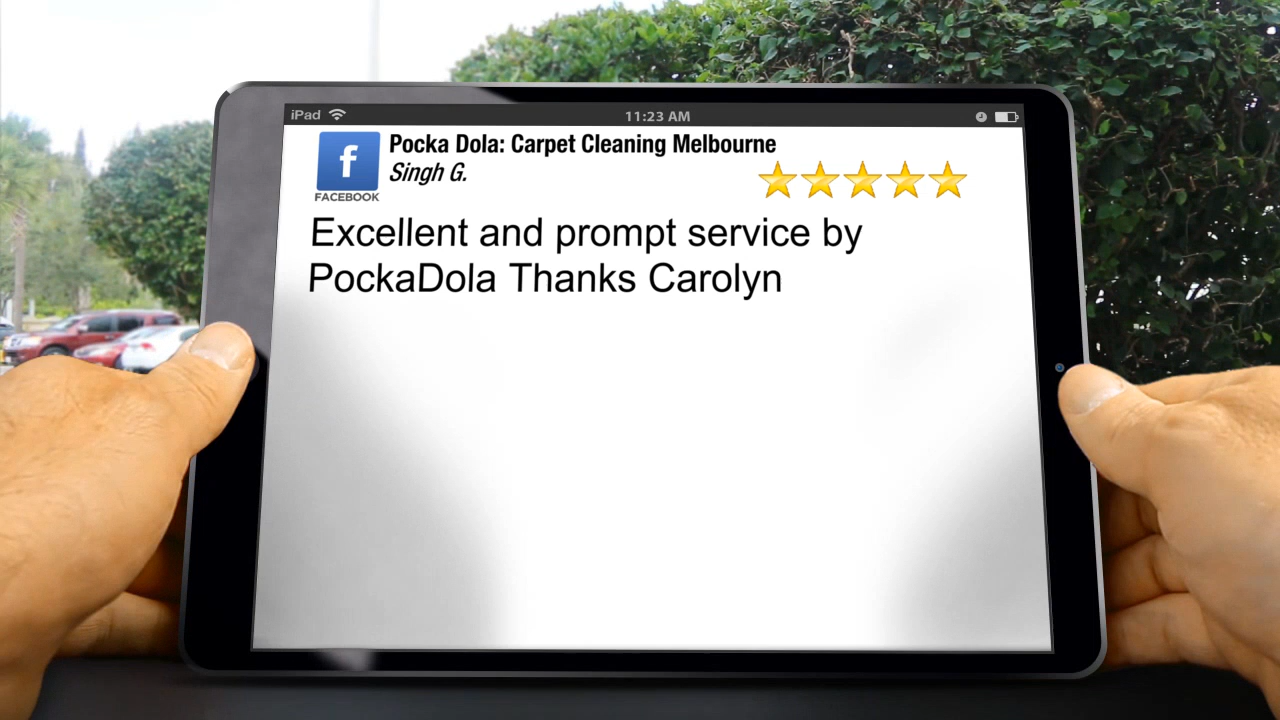 iPad 11:23 AM
f
FACEBOOK
Pocka Dola: Carpet Cleaning Melbourne
Singh G.
Excellent and prompt service by
PockaDola Thanks Carolyn